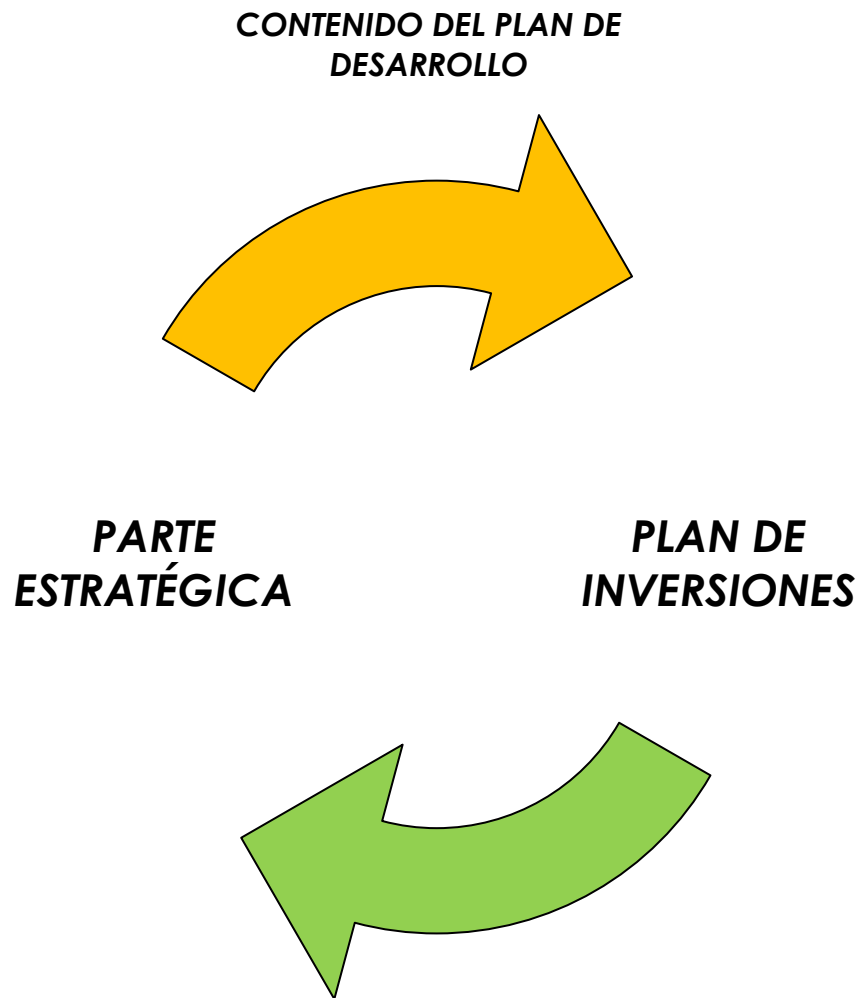 CONTENIDO DEL PLAN DE
DESARROLLO
PARTE
ESTRATÉGICA
PLAN DE
INVERSIONES